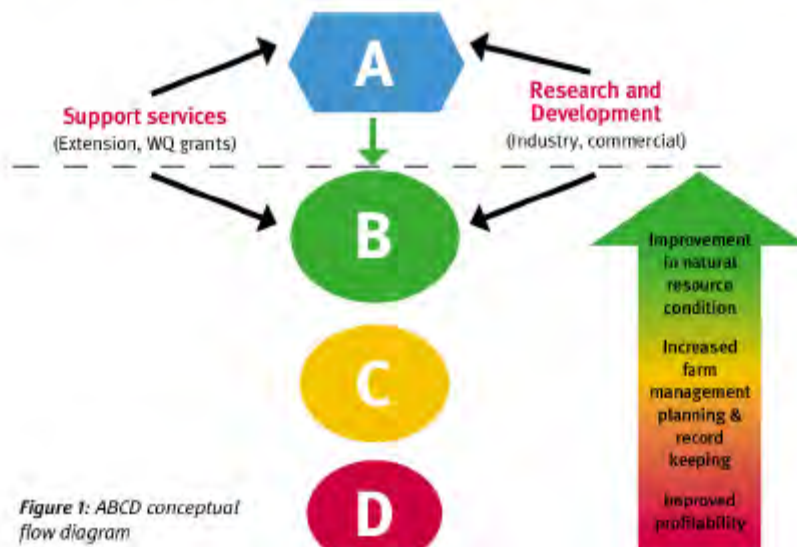 A
Support services
(Extension, WQ grants)
Research and
Development
(Industry, commercial)
B
Improvement
in natural
resource
condition
C
Increased
farm
management
planning &
record
keeping
D
Improved
profitability
Figure 1: ABCD conceptual
flow diagram